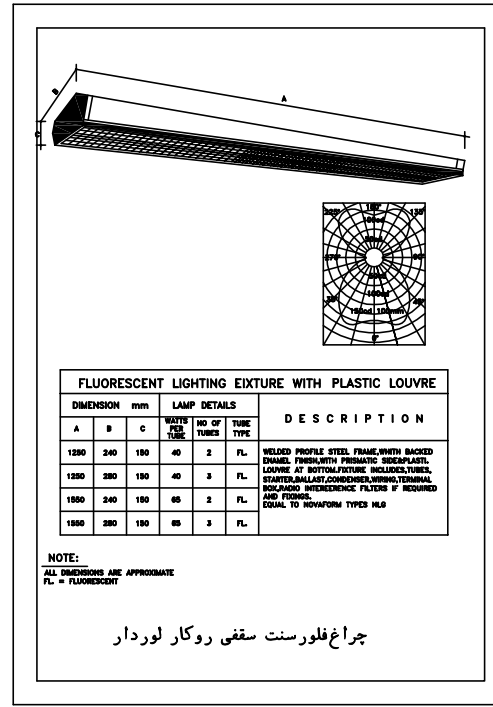 B
A
C
225° 180° 135°
270° 90°
0°
FLUORESCENT LIGHTING EIXTURE WITH PLASTIC LOUVRE
DIMENSION mm LAMP DETAILS DESCRIPTION
A B C WATTS PER TUBE NO OF TUBES TUBE TYPE
1250 240 150 40 2 FL.
1250 280 150 40 3 FL.
1550 240 150 65 2 FL.
1550 280 150 65 3 FL.
WELDED PROFILE STEEL FRAME,WHITH BACKED
ENAMEL FINISH,WITH PRISMATIC SIDE&PLASTI.
LOUVRE AT BOTTOM.FIXTURE INCLUDES,TUBES,
STARTER,BALLAST,CONDENSER,WIRING,TERMINAL
BOX,RADIO INTEREERENCE FILTERS IF REQUIRED
AND FIXINGS.
EQUAL TO NOVAFORM TYPES NLG
NOTE:
ALL DIMENSIONS ARE APPROXIMATE
FL. = FLUORESCENT
چراغ فلورسنت سقفی روکار لوردار